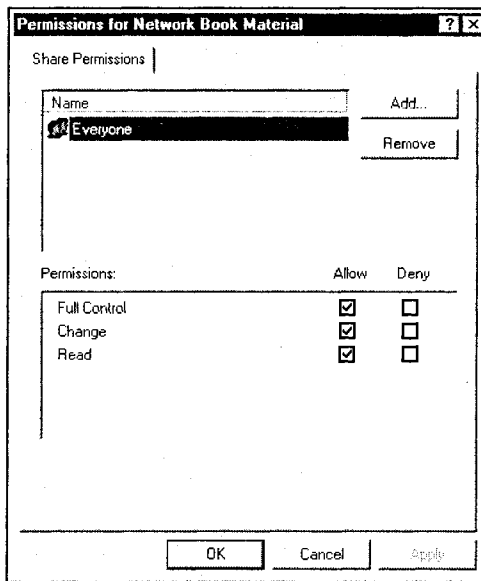 Permissions for Network Book Material
Share Permissions
Name
Add...
Everyone
Remove
Permissions:
Allow
Deny
Full Control
Change
Read
OK
Cancel
Apply